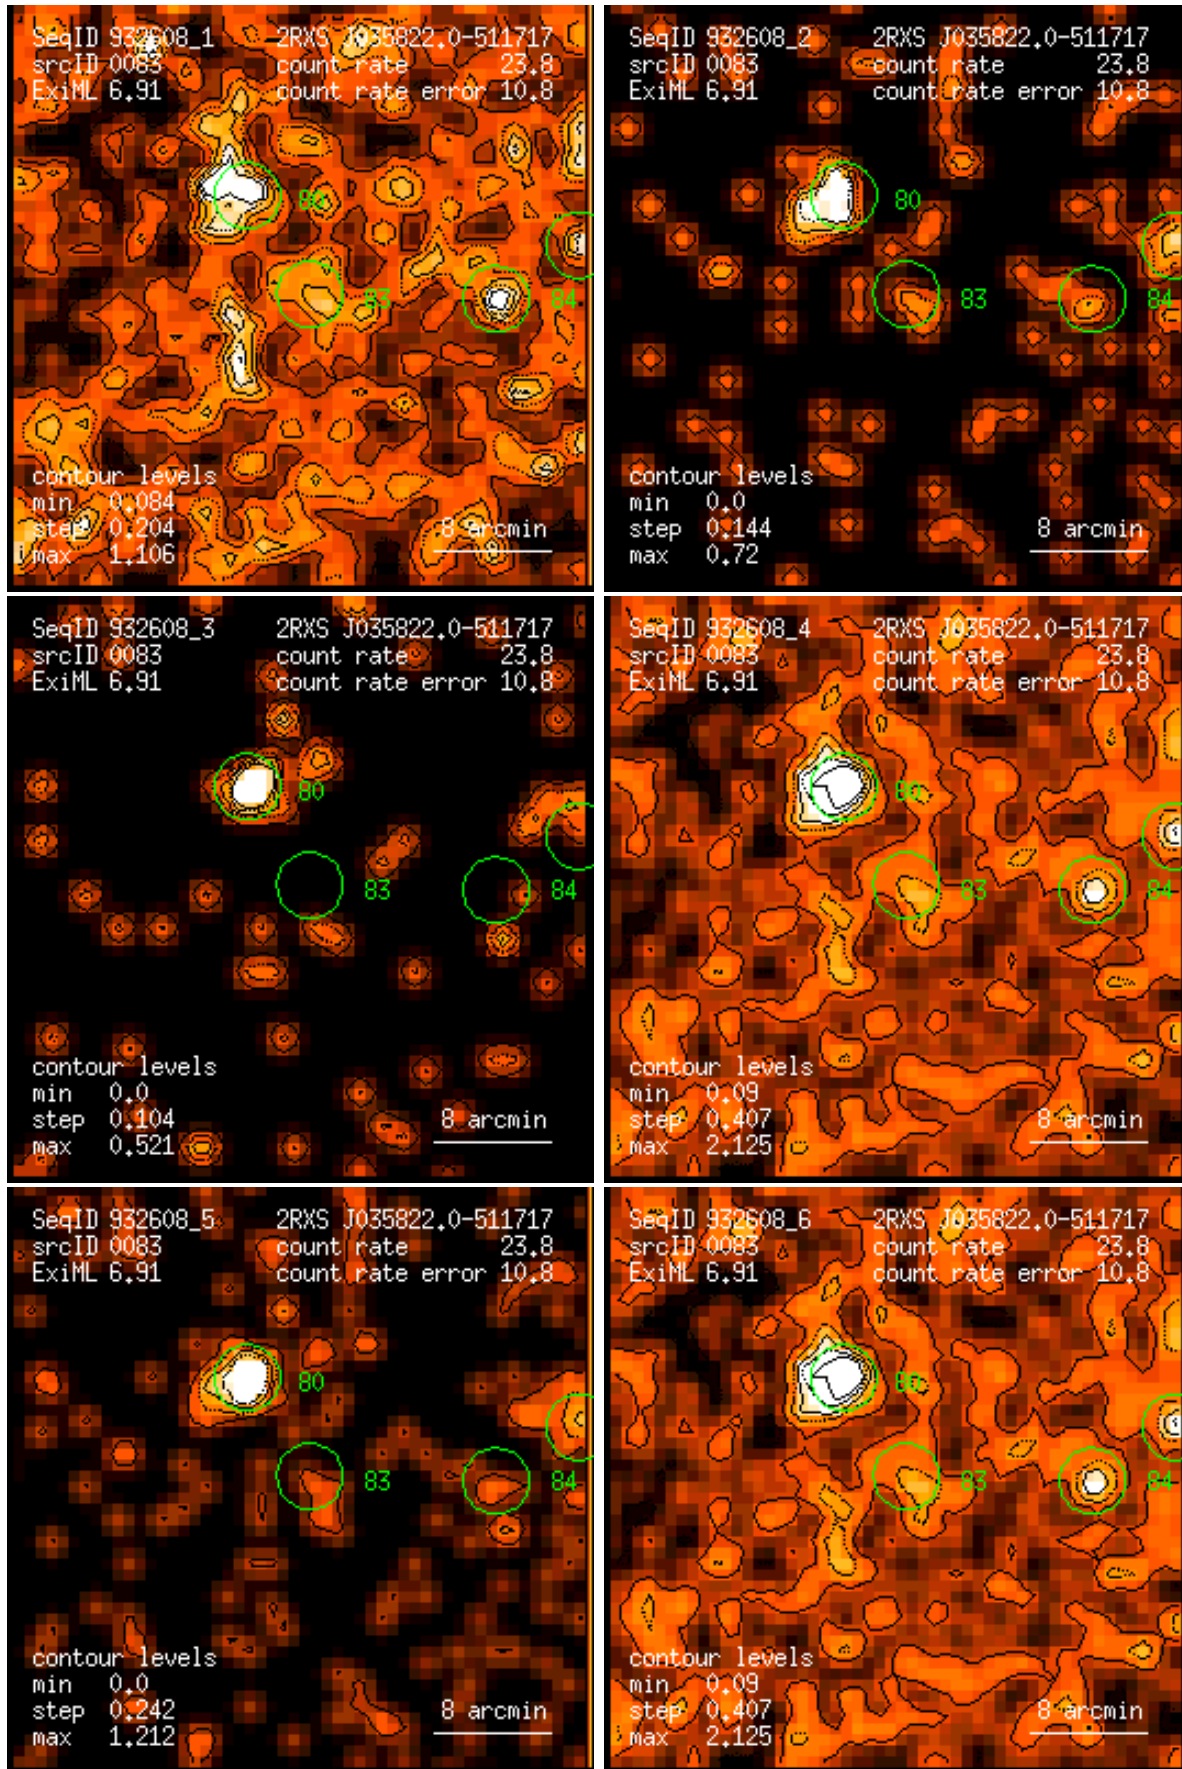 SeqID 932608_1 2RXS J035822.0-511717
srcID 0083 count rate 23.8
ExiML 6.91 count rate error 10.8
80
83
84
contour levels
min 0.084
step 0.204
max 1.106
8 arcmin
SeqID 932608_2 2RXS J035822.0-511717
srcID 0083 count rate 23.8
ExiML 6.91 count rate error 10.8
80
83
84
contour levels
min 0.0
step 0.144
max 0.72
8 arcmin
SeqID 932608_3 2RXS J035822.0-511717
srcID 0083 count rate 23.8
ExiML 6.91 count rate error 10.8
80
83
84
contour levels
min 0.0
step 0.104
max 0.521
8 arcmin
SeqID 932608_4 2RXS J035822.0-511717
srcID 0083 count rate 23.8
ExiML 6.91 count rate error 10.8
80
83
84
contour levels
min 0.09
step 0.407
max 2.125
8 arcmin
SeqID 932608_5 2RXS J035822.0-511717
srcID 0083 count rate 23.8
ExiML 6.91 count rate error 10.8
80
83
84
contour levels
min 0.0
step 0.242
max 1.212
8 arcmin
SeqID 932608_6 2RXS J035822.0-511717
srcID 0083 count rate 23.8
ExiML 6.91 count rate error 10.8
80
83
84
contour levels
min 0.09
step 0.407
max 2.125
8 arcmin